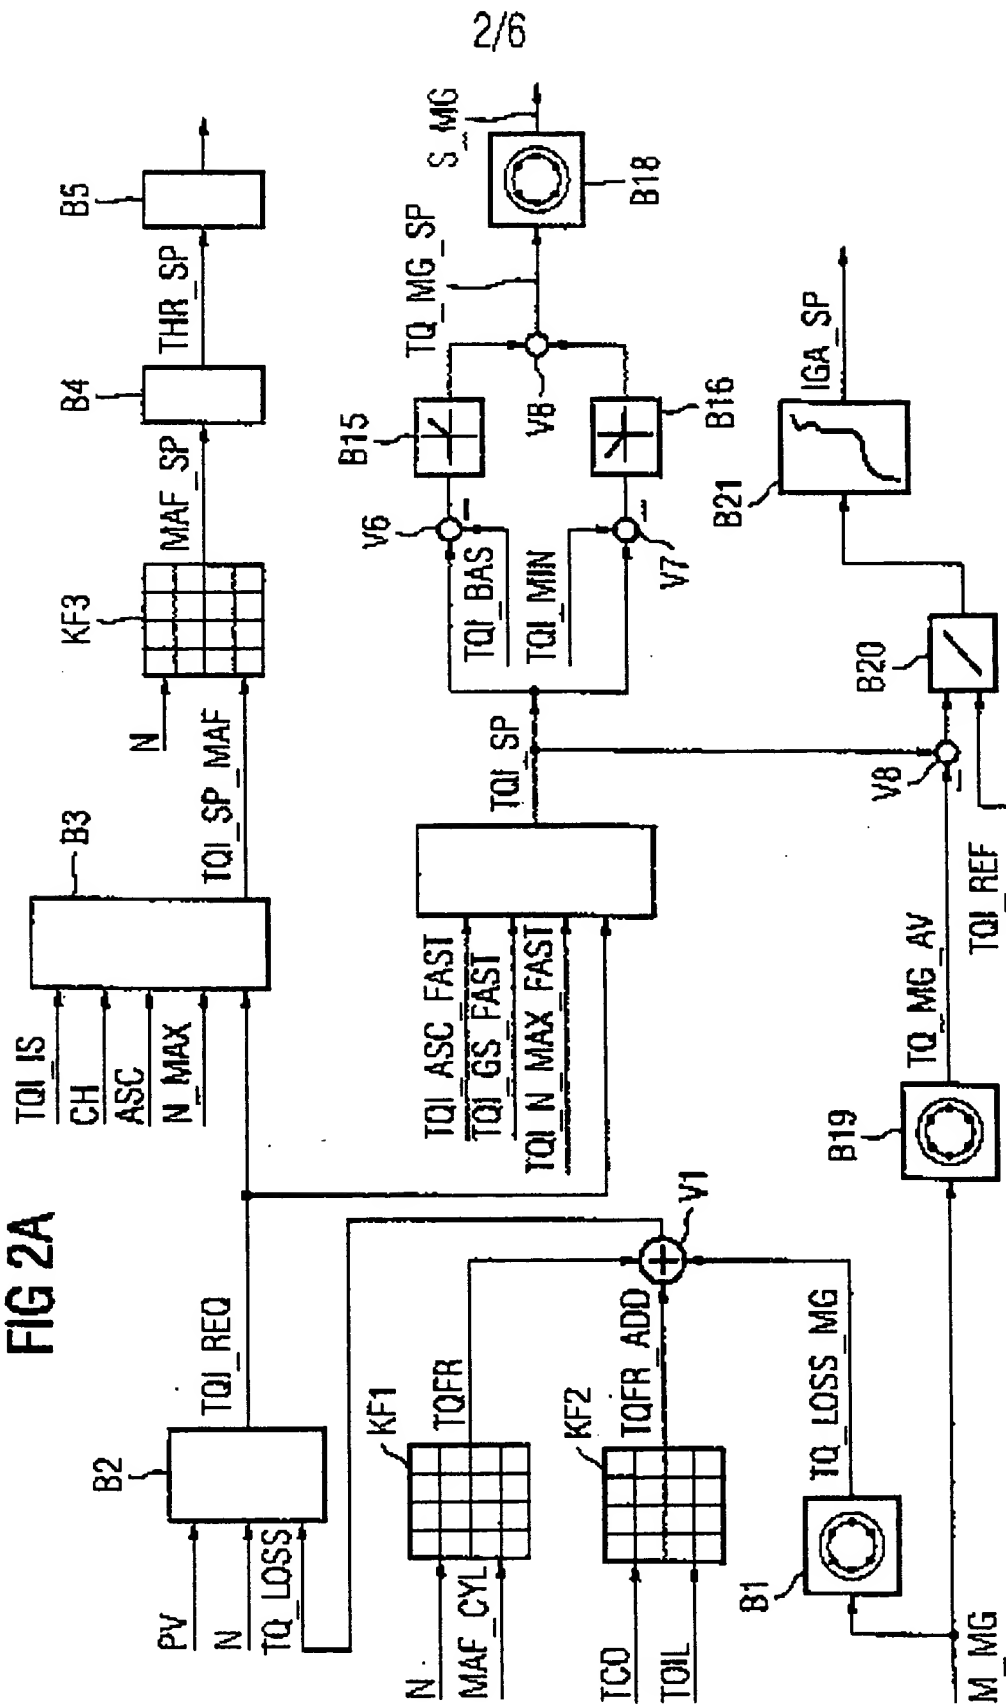 2/6
FIG 2A
PV
N
TQ_LOSS
B2
TQI_REQ
TQI_IS
CH
ASC
N_MAX
B3
TQI_SP_MAF
N
KF3
MAF_SP
B4
THR_SP
B5
N
MAF_CYL
KF1
TQFR
TCO
TOIL
KF2
TQFR_ADD
V1
B1
TQ_LOSS_MG
M_MG
TQI_ASC_FAST
TQI_GS_FAST
TQI_N_MAX_FAST
TQI_SP
TQI_BAS
TQI_MIN
V6
V7
B15
B16
V8
TQ_MG_SP
S_MG
B18
B19
TQ_MG_AV
V8
TQI_REF
B20
B21
IGA_SP